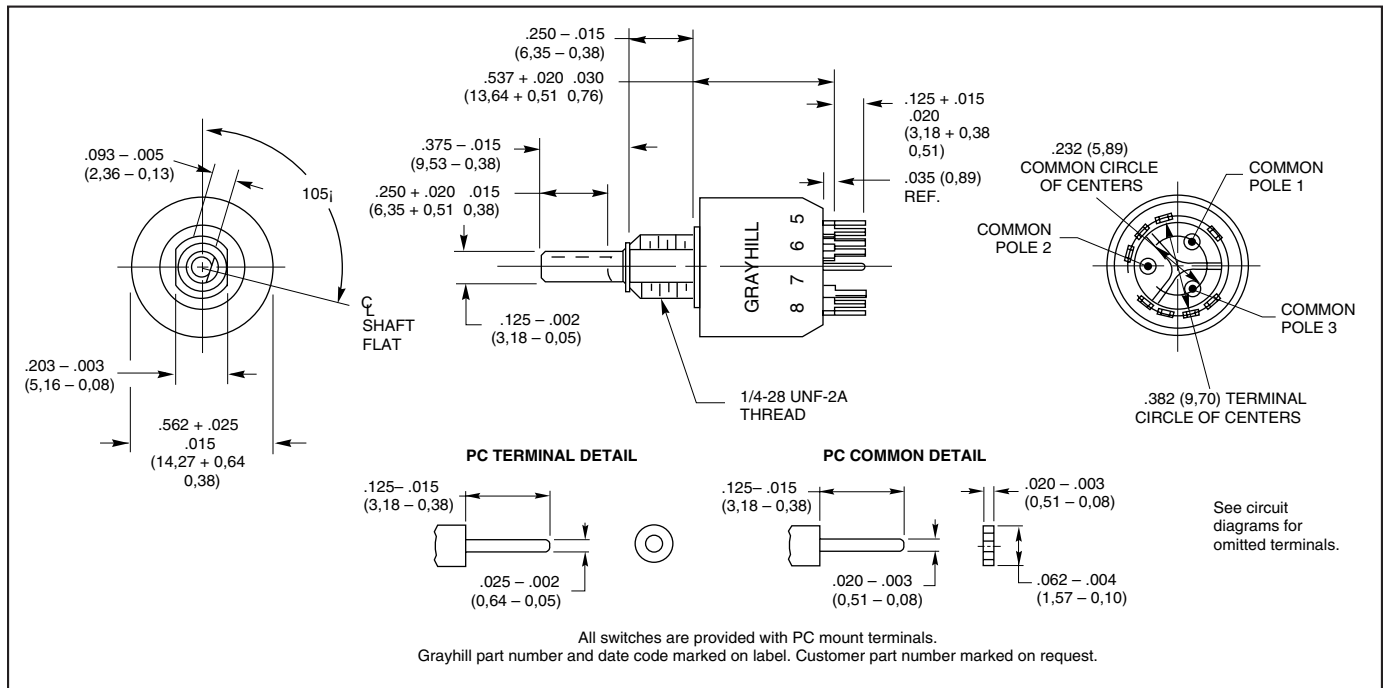 .250 – .015
(6,35 – 0,38)
.537 + .020 .030
(13,64 + 0,51 0,76)
.375 – .015
(9,53 – 0,38)
.250 + .020 .015
(6,35 + 0,51 0,38)
.125 + .015
.020
(3,18 + 0,38
0,51)
.035 (0,89)
REF.
.093 – .005
(2,36 – 0,13)
105¡
℄
SHAFT
FLAT
.203 – .003
(5,16 – 0,08)
.562 + .025
.015
(14,27 + 0,64
0,38)
.125 – .002
(3,18 – 0,05)
GRAYHILL
8 7 6 5
1/4-28 UNF-2A
THREAD
.232 (5,89)
COMMON CIRCLE
OF CENTERS
COMMON
POLE 1
COMMON
POLE 2
COMMON
POLE 3
.382 (9,70) TERMINAL
CIRCLE OF CENTERS
PC TERMINAL DETAIL
.125– .015
(3,18 – 0,38)
.025 – .002
(0,64 – 0,05)
PC COMMON DETAIL
.125– .015
(3,18 – 0,38)
.020 – .003
(0,51 – 0,08)
.020 – .003
(0,51 – 0,08)
.062 – .004
(1,57 – 0,10)
See circuit
diagrams for
omitted terminals.
All switches are provided with PC mount terminals.
Grayhill part number and date code marked on label. Customer part number marked on request.